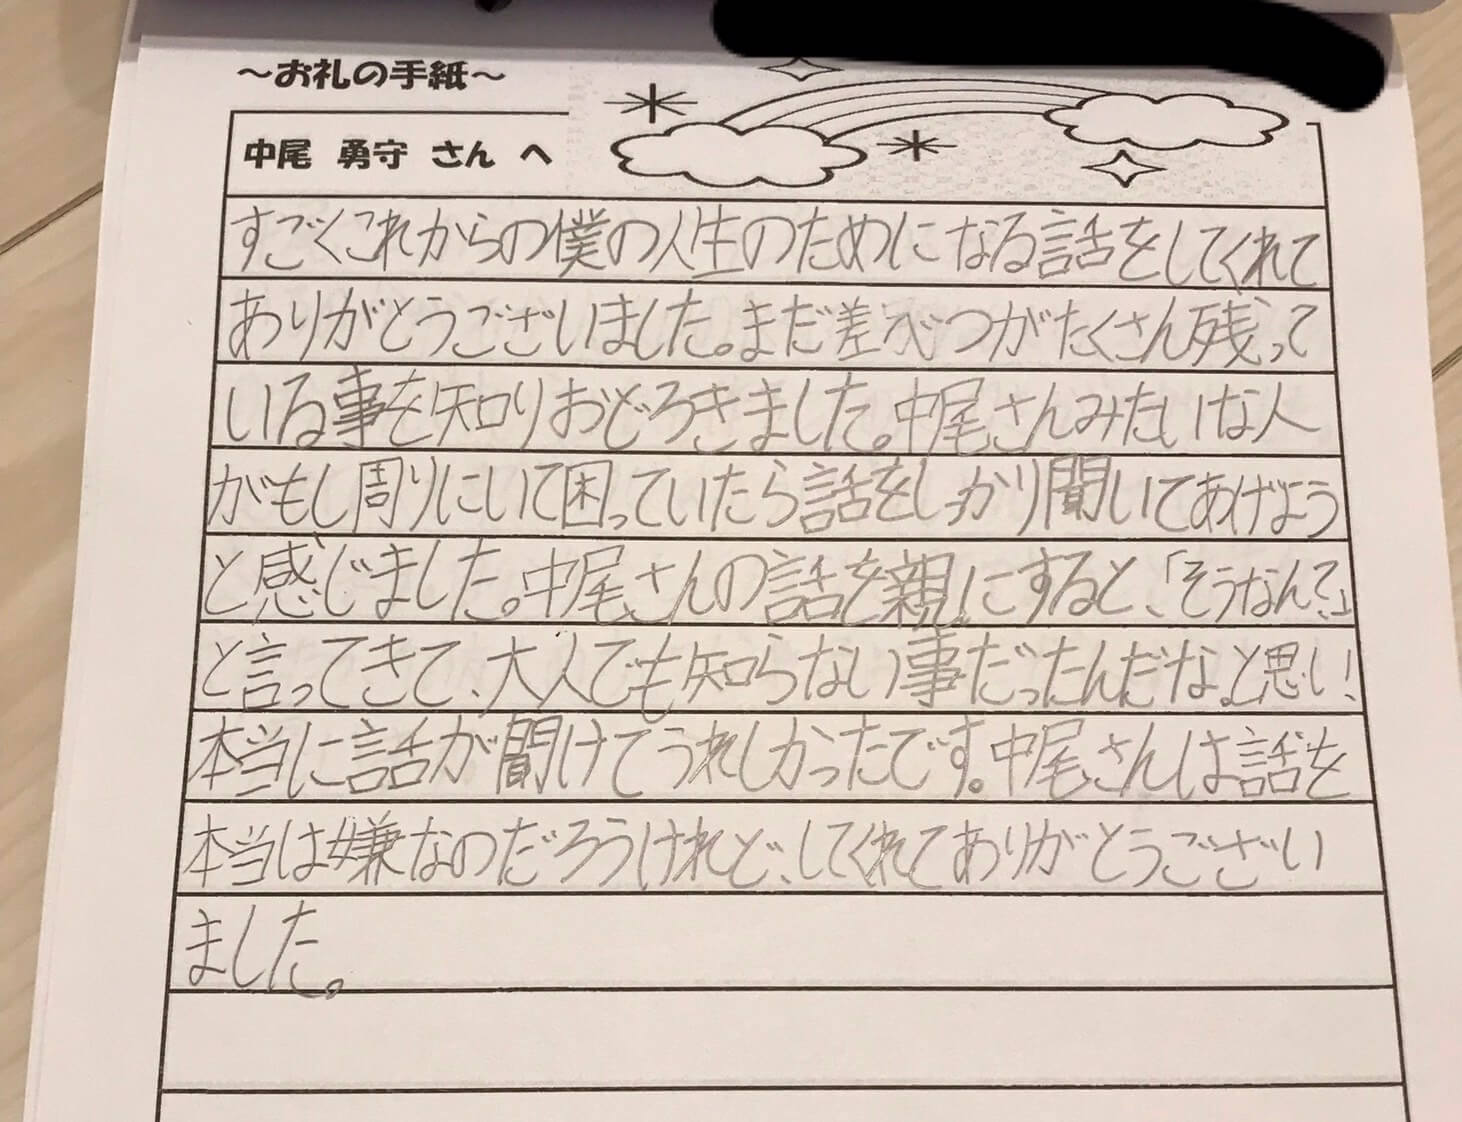 ～お礼の手紙～
中尾 勇守 さん へ
すごくこれからの僕の人生のためになる話をしてくれて
ありがとうございました。まだ差べつがたくさん残って
いる事を知りおどろきました。中尾さんみたいな人
がもし周りにいて困っていたら話をしっかり聞いてあげよう
と感じました。中尾さんの話を親にすると、「そうなんで」
と言ってきて、大人でも知らない事だったんだな。と思い!
本当に話が聞けてうれしかったです。中尾さんは話を
本当は嫌なのだろうけれど、してくれてありがとうござい
ました。